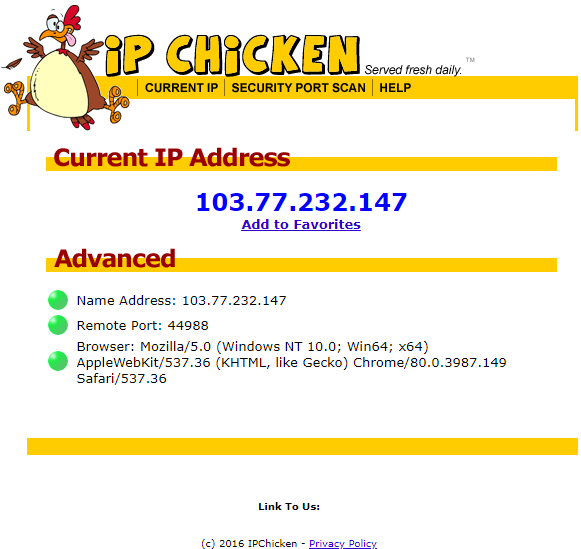 iP CHiCKEN
Served fresh daily. ™
CURRENT IP | SECURITY PORT SCAN | HELP
Current IP Address
103.77.232.147
Add to Favorites
Advanced
Name Address: 103.77.232.147
Remote Port: 44988
Browser: Mozilla/5.0 (Windows NT 10.0; Win64; x64)
AppleWebKit/537.36 (KHTML, like Gecko) Chrome/80.0.3987.149
Safari/537.36
Link To Us:
(c) 2016 IPChicken - Privacy Policy